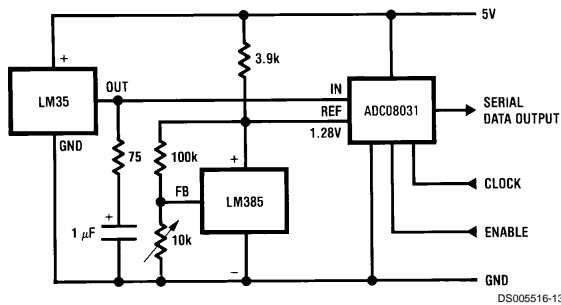 5V
+
3.9k
OUT
IN
LM35
ADC08031
SERIAL
DATA OUTPUT
REF
1.28V
GND
75
100k
+
CLOCK
FB
LM385
+
1 μF
10k
ENABLE
–
GND
DS005516-13